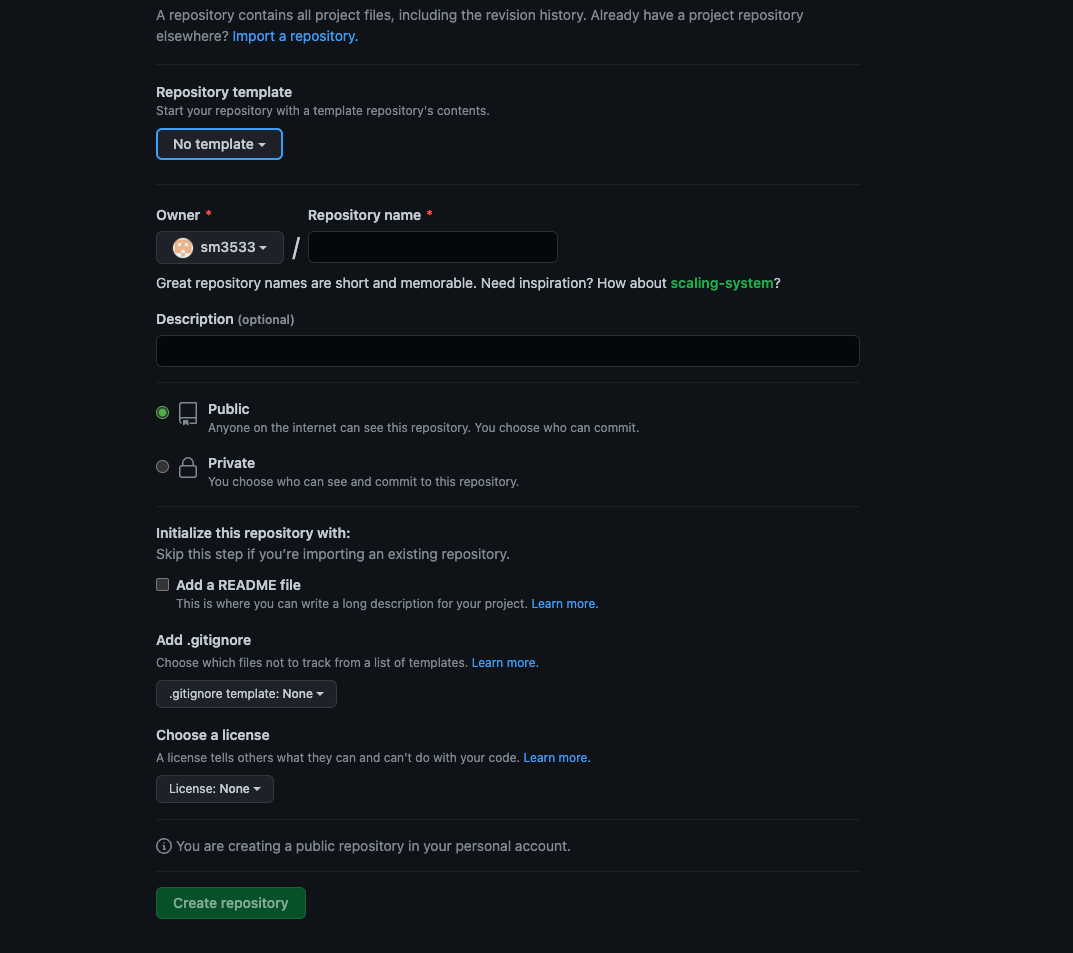 A repository contains all project files, including the revision history. Already have a project repository
elsewhere? Import a repository.
Repository template
Start your repository with a template repository's contents.
No template
Owner * Repository name *
sm3533 /
Great repository names are short and memorable. Need inspiration? How about scaling-system?
Description (optional)
Public
Anyone on the internet can see this repository. You choose who can commit.
Private
You choose who can see and commit to this repository.
Initialize this repository with:
Skip this step if you’re importing an existing repository.
Add a README file
This is where you can write a long description for your project. Learn more.
Add .gitignore
Choose which files not to track from a list of templates. Learn more.
.gitignore template: None
Choose a license
A license tells others what they can and can't do with your code. Learn more.
License: None
You are creating a public repository in your personal account.
Create repository